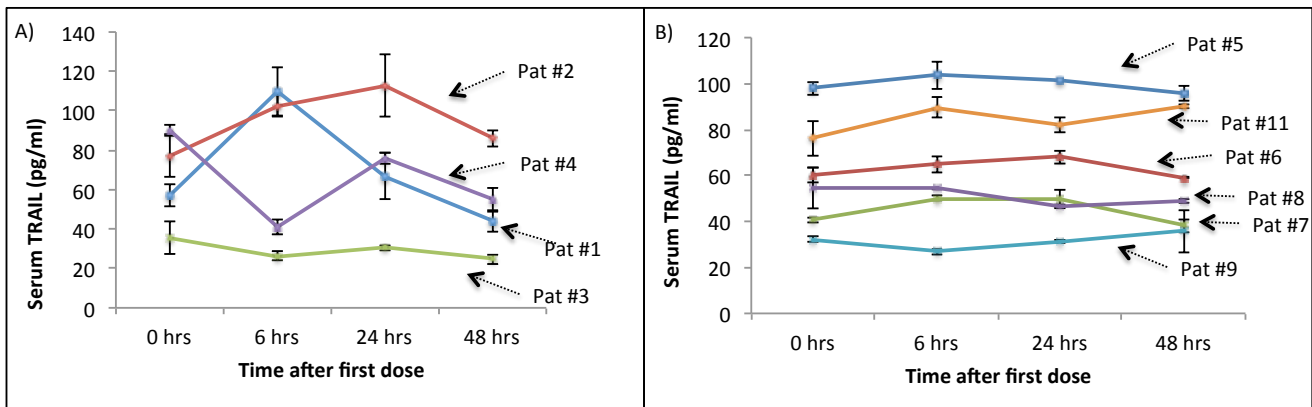 A)
140
120
100
80
60
40
20
0
Serum TRAIL (pg/ml)
0 hrs 6 hrs 24 hrs 48 hrs
Time after first dose
Pat #2
Pat #4
Pat #1
Pat #3
B)
120
100
80
60
40
20
0
Serum TRAIL (pg/ml)
0 hrs 6 hrs 24 hrs 48 hrs
Time after first dose
Pat #5
Pat #11
Pat #6
Pat #8
Pat #7
Pat #9